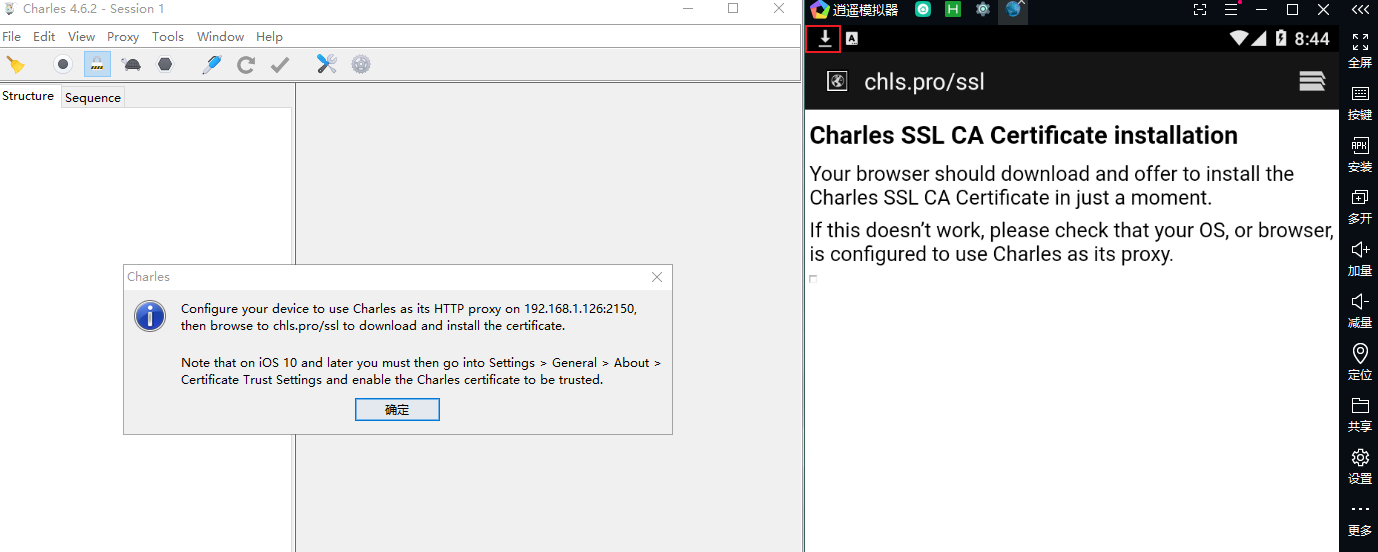 Charles 4.6.2 - Session 1
File Edit View Proxy Tools Window Help
Structure Sequence
Charles
Configure your device to use Charles as its HTTP proxy on 192.168.1.126:2150,
then browse to chls.pro/ssl to download and install the certificate.
Note that on iOS 10 and later you must then go into Settings > General > About >
Certificate Trust Settings and enable the Charles certificate to be trusted.
确定
逍遥模拟器
A
8:44
chls.pro/ssl
Charles SSL CA Certificate installation
Your browser should download and offer to install the
Charles SSL CA Certificate in just a moment.
If this doesn’t work, please check that your OS, or browser,
is configured to use Charles as its proxy.
全屏
按键
APK
安装
多开
加量
减量
定位
共享
设置
更多